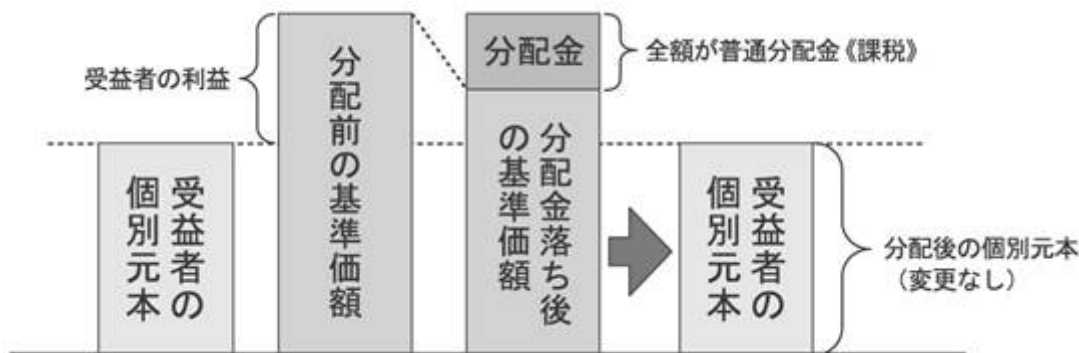 受益者の利益
受益者の
個別元本
分配前の基準価額
分配金
全額が普通分配金《課税》
分配金落ち後
の基準価額
受益者の
個別元本
分配後の個別元本
（変更なし）